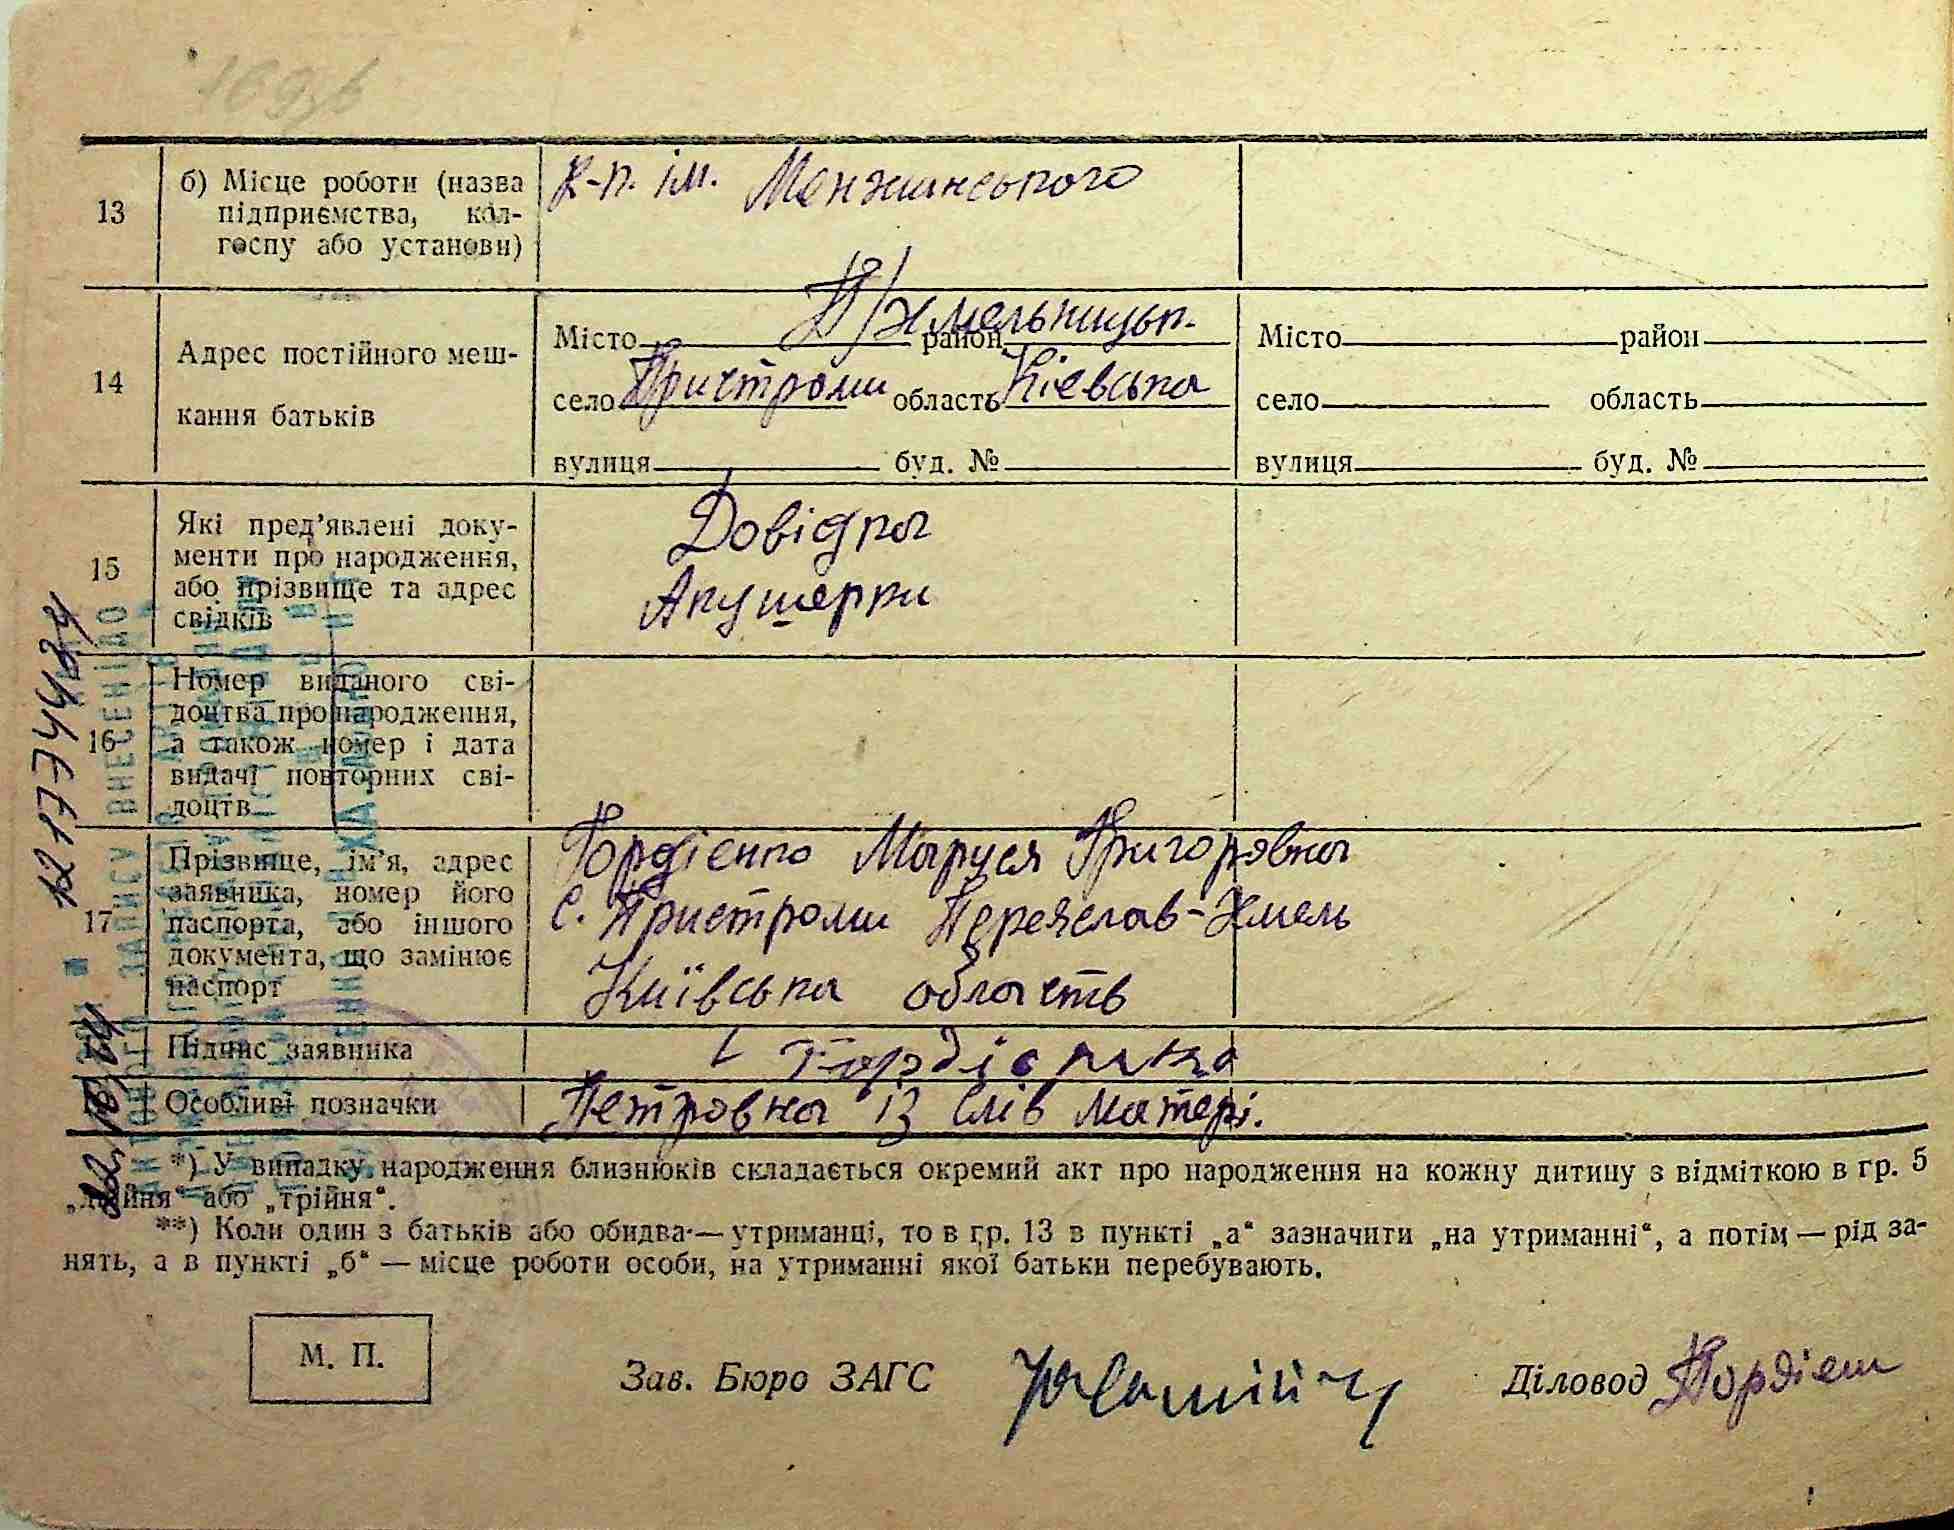 13
б) Місце роботи (назва
підприємства, кол-
госпу або установи)
к-п. ім. Менжинського
14
Адрес постійного меш-
кання батьків
П/Хмельницьк.
Місто район
село Пристроми область Кіевська
вулиця буд. №
Місто район
село область
вулиця буд. №
15
Які пред’явлені доку-
менти про народження,
або прізвище та адрес
свідків
Довідка
Акушерки
16
Номер виданого сві-
доцтва про народження,
а також номер і дата
видачі повторних сві-
доцтв
17
Прізвище, ім’я, адрес
заявника, номер його
паспорта, або іншого
документа, що замінює
паспорт
Гордієнко Маруся Григоровна
с. Пристроми Переяслав-Хмель
Київська область
Підпис заявника
Гордіенка
Особливі позначки
Петровна із слів матері.
*) У випадку народження близнюків складається окремий акт про народження на кожну дитину з відміткою в гр. 5
„двійня“ або „трійня“.
**) Коли один з батьків або обидва — утриманці, то в гр. 13 в пункті „а“ зазначити „на утриманні“, а потім — рід за-
нять, а в пункті „б“ — місце роботи особи, на утриманні якої батьки перебувають.
М. П.
Зав. Бюро ЗАГС
Діловод Гордієн
121774434
ЗАПИСУ ВНЕСЕНІДО